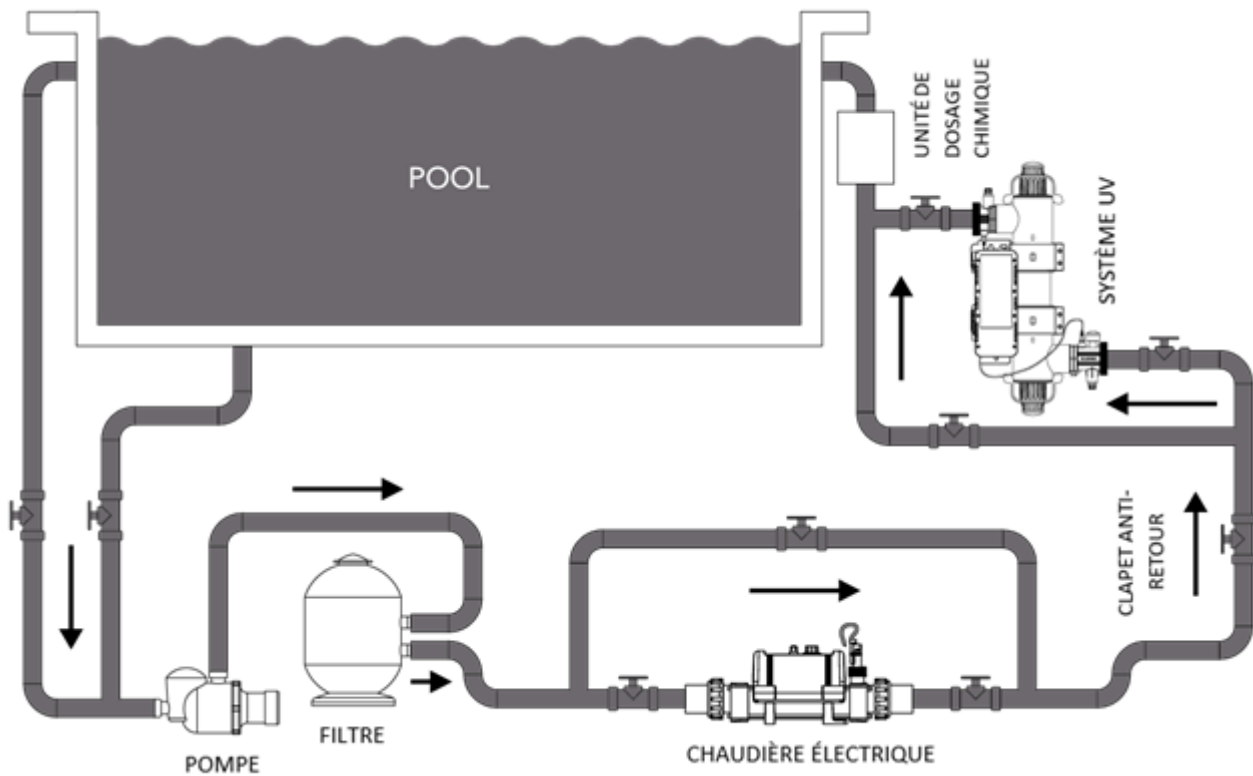 UNITÉ DE
DOSAGE
CHIMIQUE
POOL
SYSTÈME UV
CLAPET ANTI-
RETOUR
FILTRE
POMPE
CHAUDIÈRE ÉLECTRIQUE